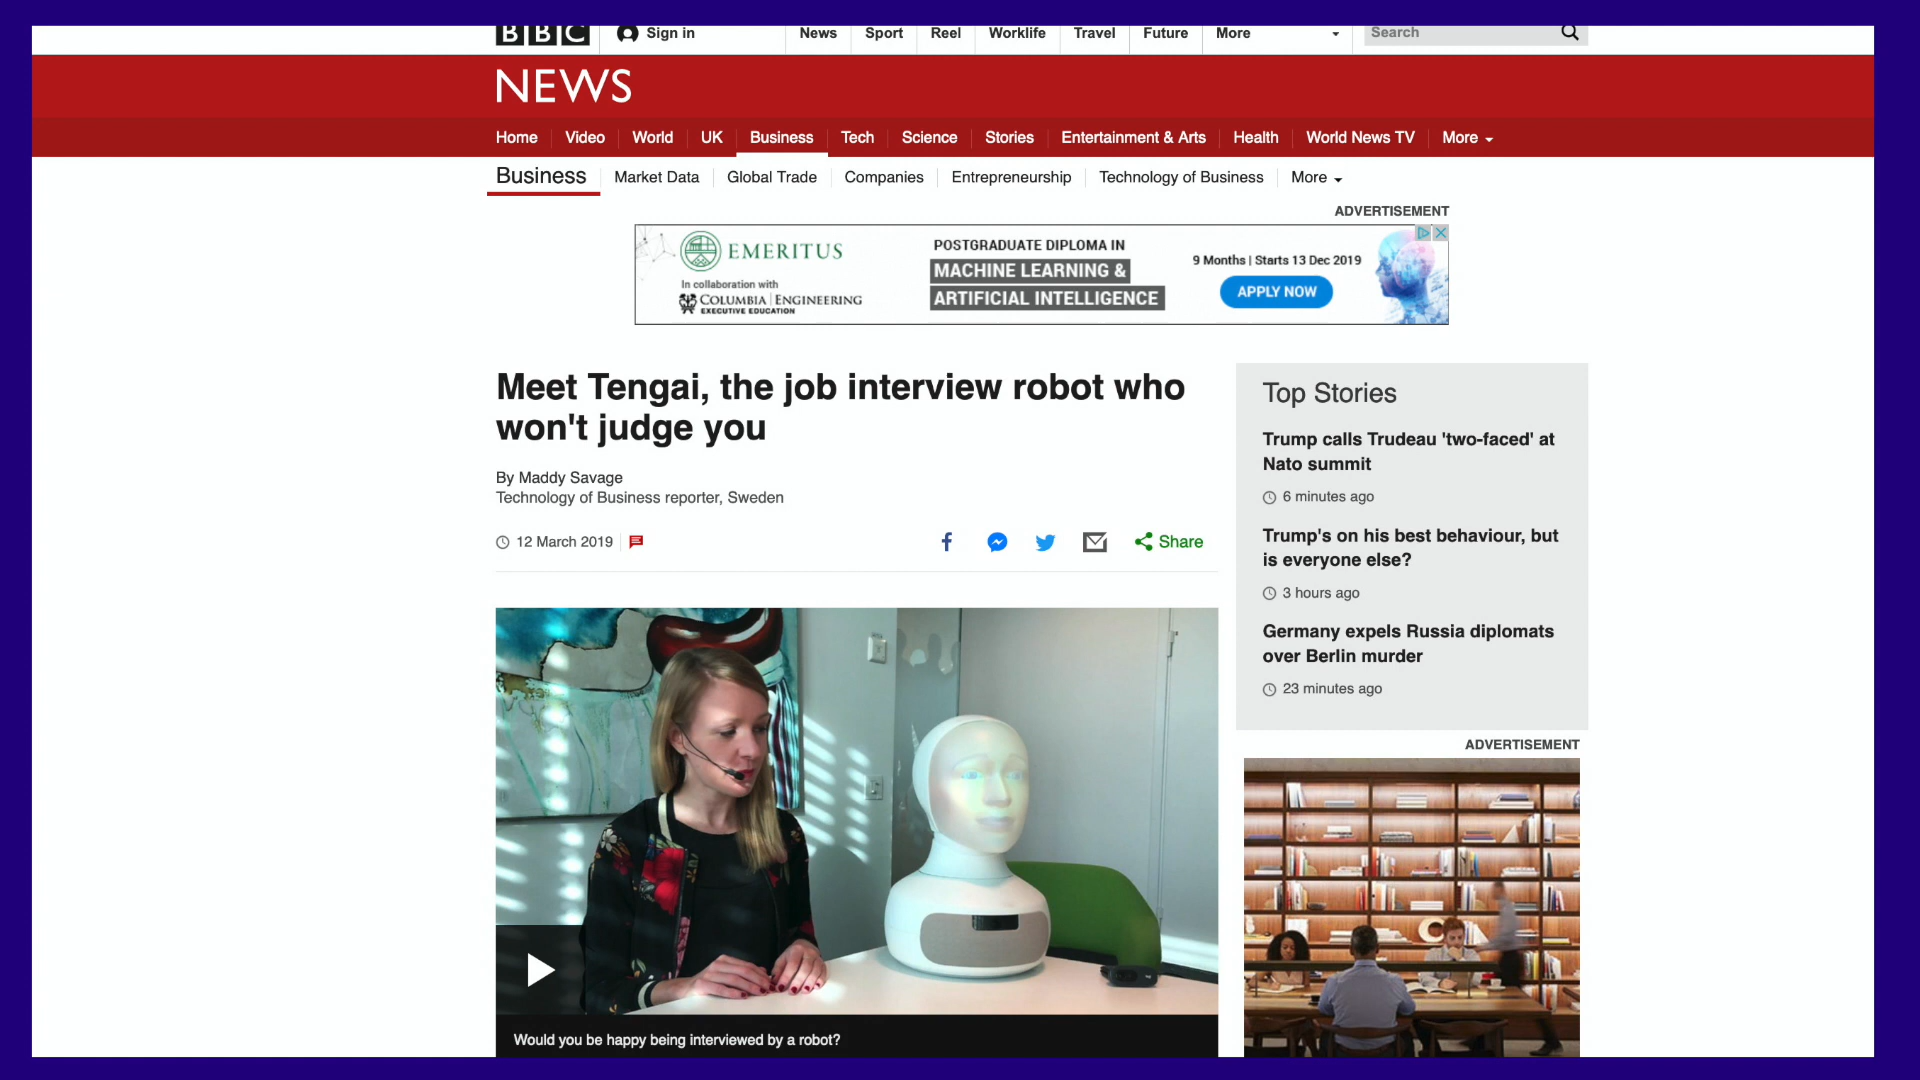 BBC
Sign in
News
Sport
Reel
Worklife
Travel
Future
More
Search
NEWS
Home
Video
World
UK
Business
Tech
Science
Stories
Entertainment & Arts
Health
World News TV
More
Business
Market Data
Global Trade
Companies
Entrepreneurship
Technology of Business
More
ADVERTISEMENT
EMERITUS
In collaboration with
COLUMBIA | ENGINEERING
EXECUTIVE EDUCATION
POSTGRADUATE DIPLOMA IN
MACHINE LEARNING &
ARTIFICIAL INTELLIGENCE
9 Months | Starts 13 Dec 2019
APPLY NOW
Meet Tengai, the job interview robot who
won't judge you
By Maddy Savage
Technology of Business reporter, Sweden
12 March 2019
Share
Would you be happy being interviewed by a robot?
Top Stories
Trump calls Trudeau 'two-faced' at
Nato summit
6 minutes ago
Trump's on his best behaviour, but
is everyone else?
3 hours ago
Germany expels Russia diplomats
over Berlin murder
23 minutes ago
ADVERTISEMENT